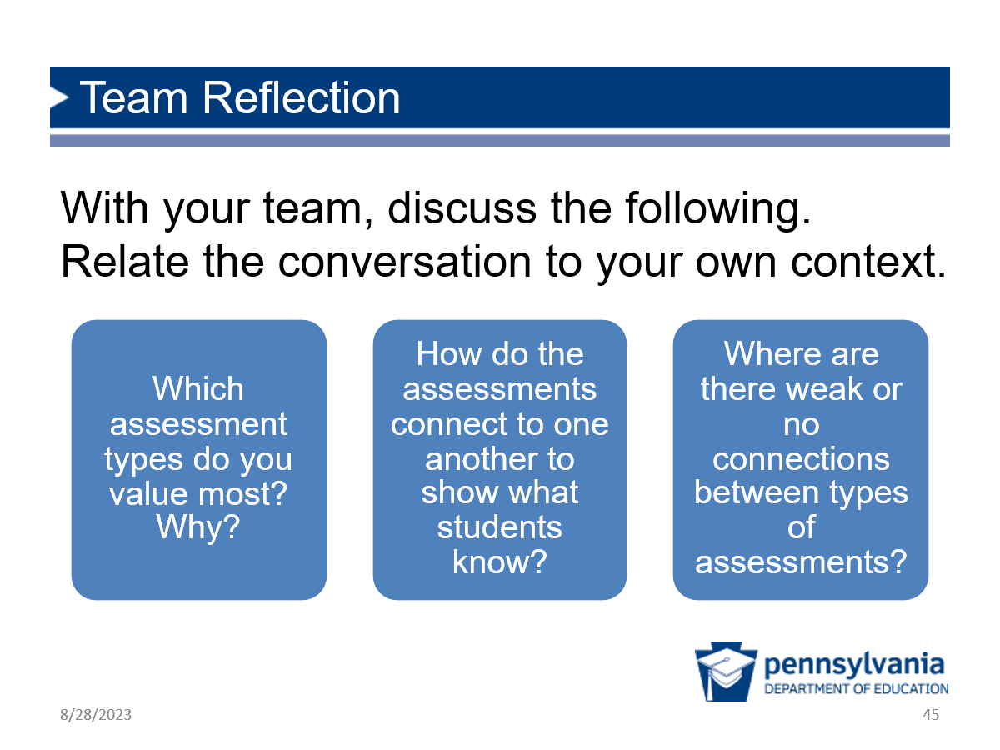 Team Reflection
With your team, discuss the following.
Relate the conversation to your own context.
Which
assessment
types do you
value most?
Why?
How do the
assessments
connect to one
another to
show what
students
know?
Where are
there weak or
no
connections
between types
of
assessments?
pennsylvania
DEPARTMENT OF EDUCATION
8/28/2023
45